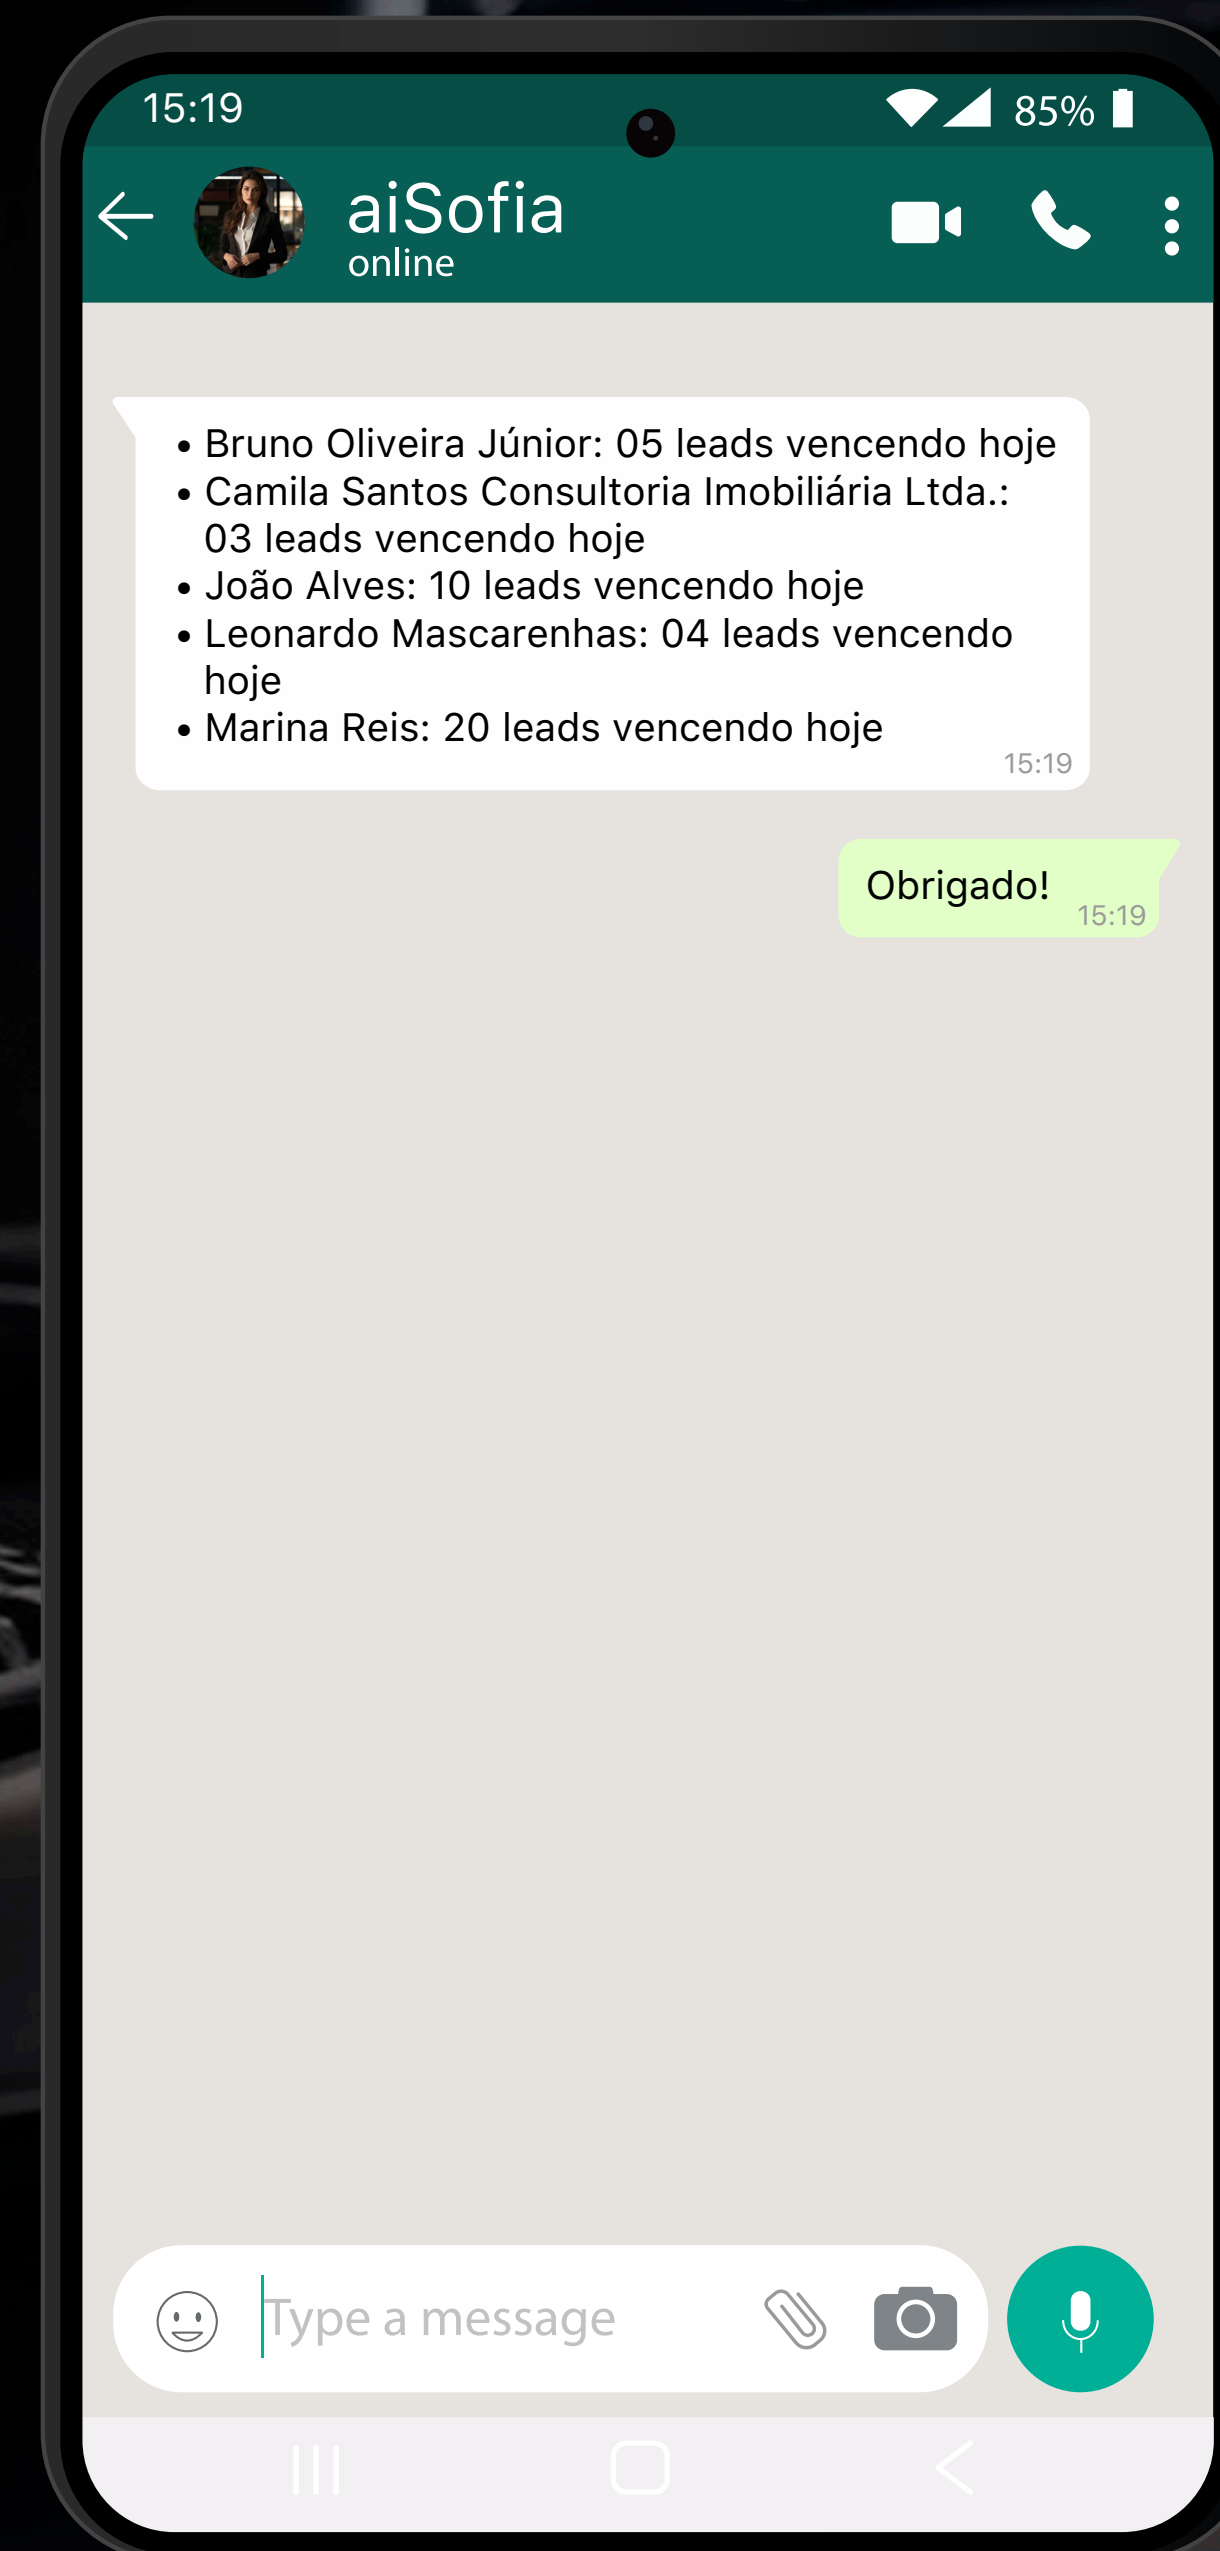 15:19
85%
aiSofia
online
• Bruno Oliveira Júnior: 05 leads vencendo hoje
• Camila Santos Consultoria Imobiliária Ltda.:
03 leads vencendo hoje
• João Alves: 10 leads vencendo hoje
• Leonardo Mascarenhas: 04 leads vencendo
hoje
• Marina Reis: 20 leads vencendo hoje
15:19
Obrigado!
15:19
Type a message